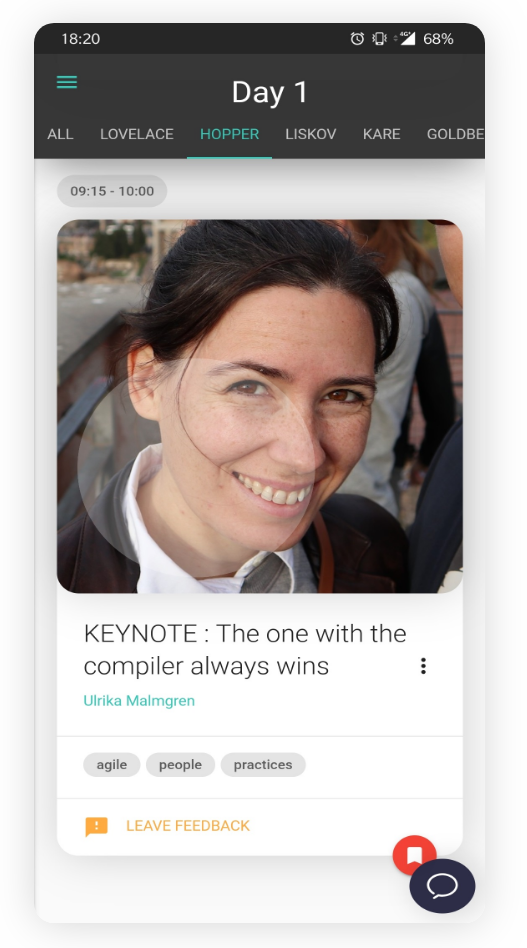 18:20 4G+ 68%
Day 1
ALL LOVELACE HOPPER LISKOV KARE GOLDBE
09:15 - 10:00
KEYNOTE : The one with the
compiler always wins
Ulrika Malmgren
agile people practices
LEAVE FEEDBACK